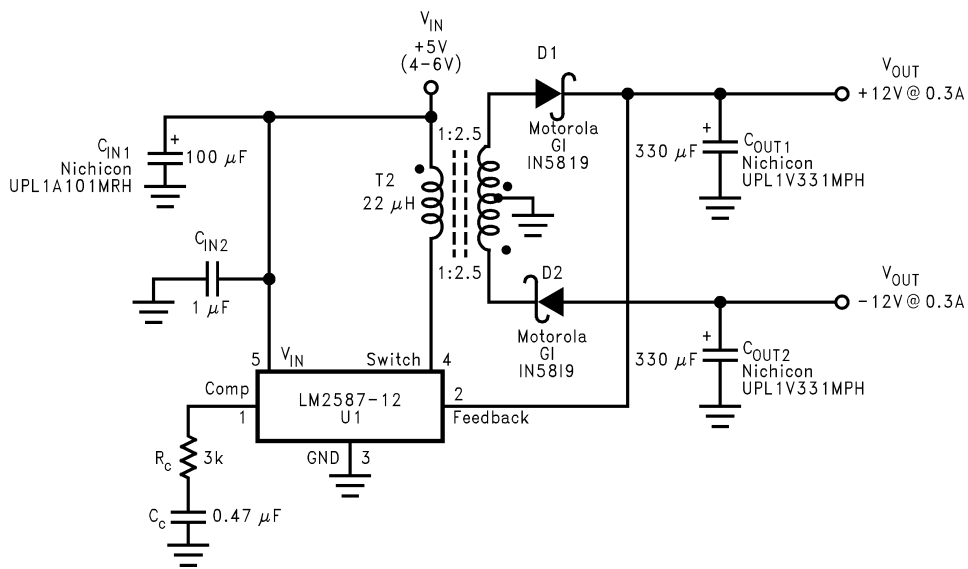 V_IN
+5V
(4-6V)
D1
Motorola
GI
IN5819
V_OUT
+12V@0.3A
C_IN1
Nichicon
UPL1A101MRH
+
100 μF
1:2.5
T2
22 μH
1:2.5
330 μF
+
C_OUT1
Nichicon
UPL1V331MPH
C_IN2
1 μF
D2
Motorola
GI
IN5819
V_OUT
-12V@0.3A
330 μF
+
C_OUT2
Nichicon
UPL1V331MPH
5
V_IN
Switch
4
Comp
1
LM2587-12
U1
2
Feedback
GND
3
R_c
3k
C_c
0.47 μF